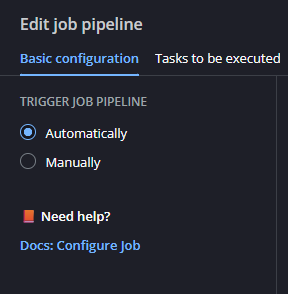 Edit job pipeline
Basic configuration Tasks to be executed
TRIGGER JOB PIPELINE
Automatically
Manually
Need help?
Docs: Configure Job